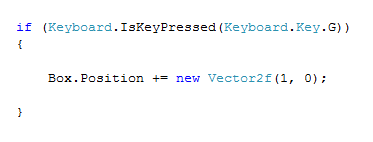 if (Keyboard.IsKeyPressed(Keyboard.Key.G))
{
Box.Position += new Vector2f(1, 0);
}